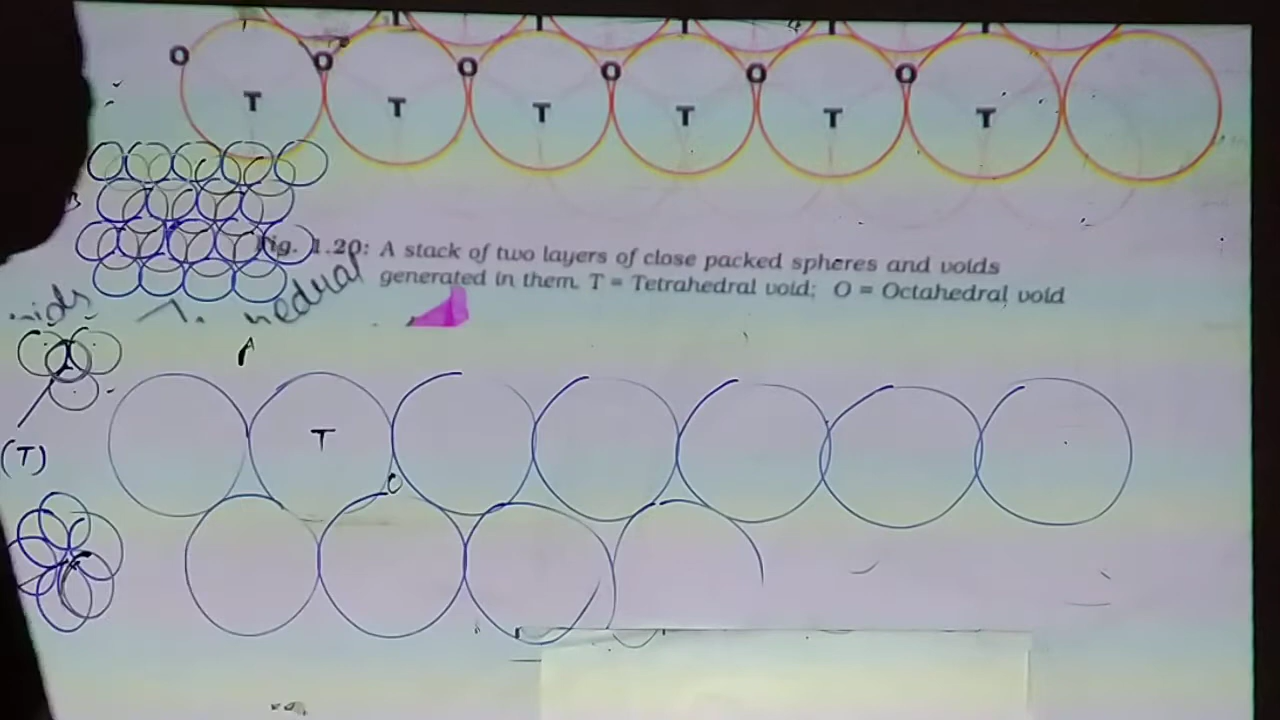 T T T T T T
O O O O O O
T T T T T T
Fig. 1.20: A stack of two layers of close packed spheres and voids
generated in them. T = Tetrahedral void; O = Octahedral void
T
O
(T)